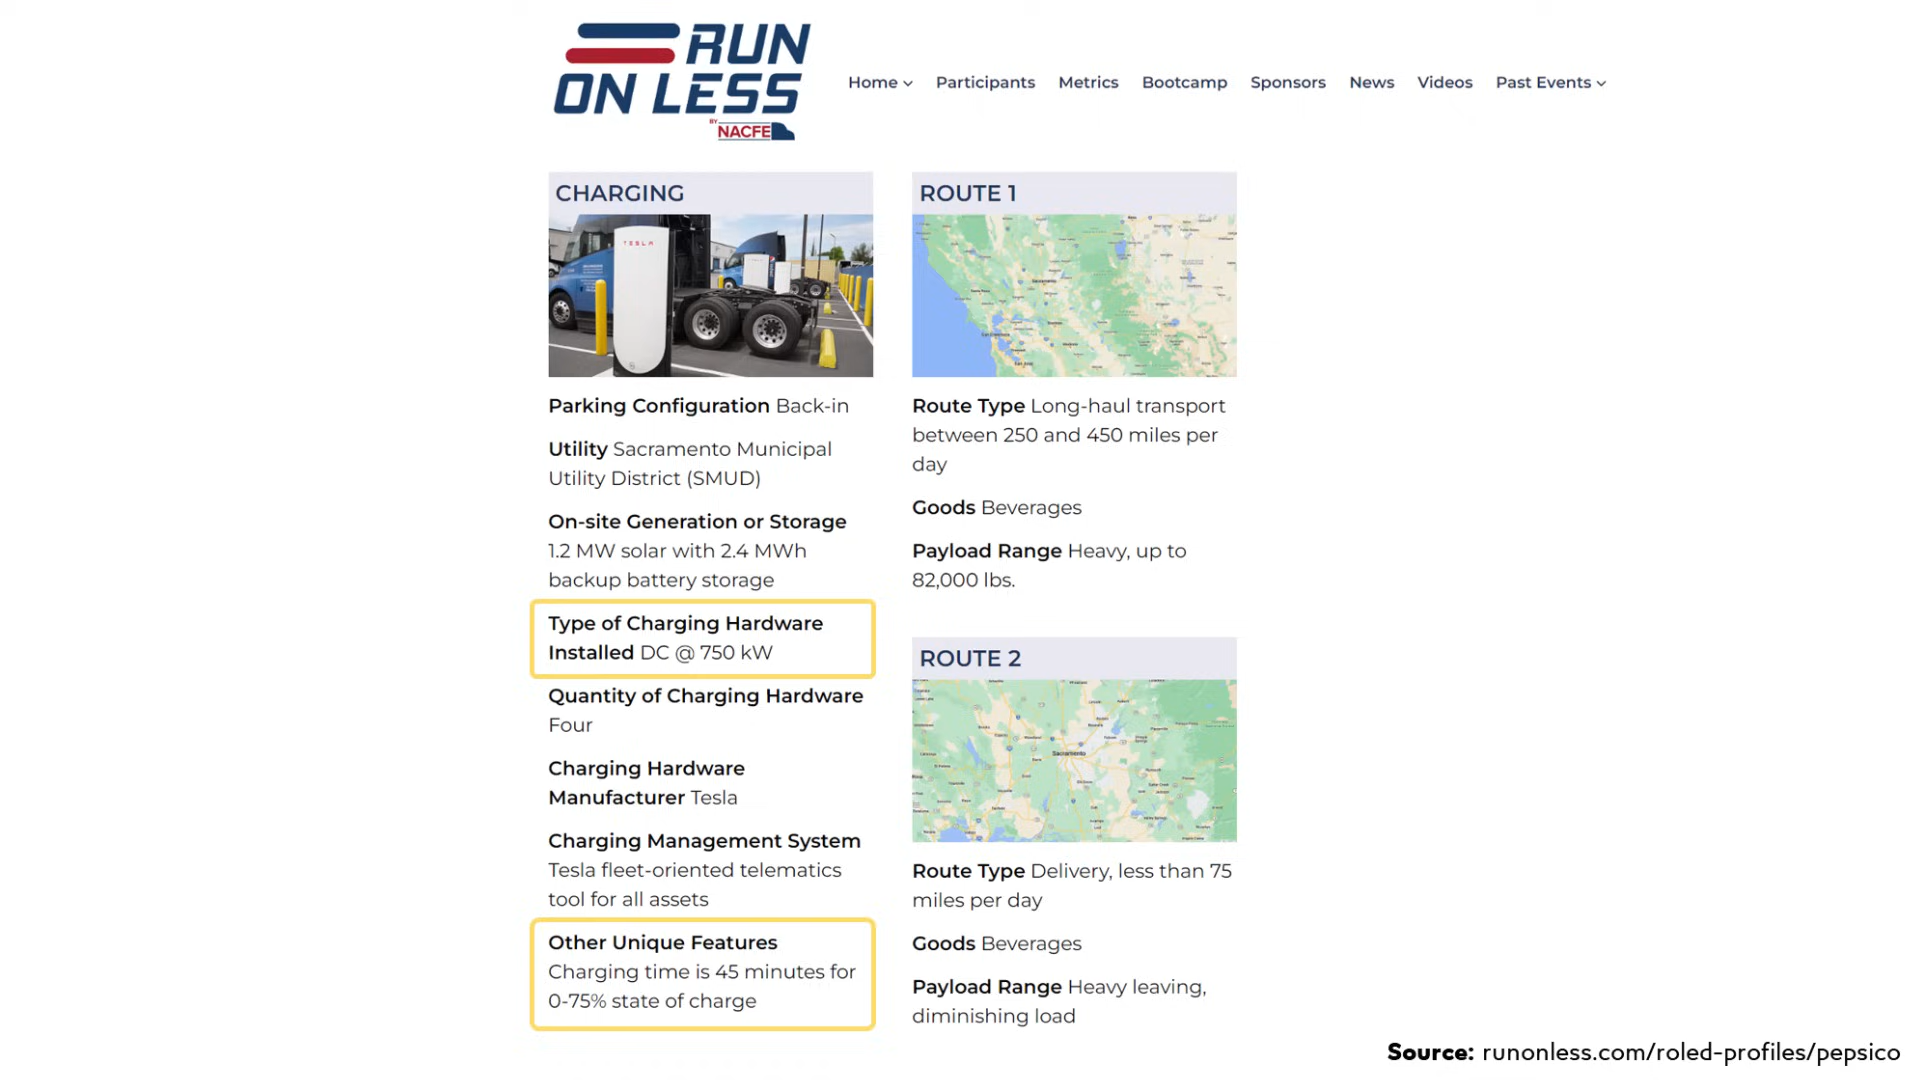 RUN
ON LESS
BY NACFE
Home
Participants
Metrics
Bootcamp
Sponsors
News
Videos
Past Events
CHARGING
TESLA
Parking Configuration Back-in
Utility Sacramento Municipal
Utility District (SMUD)
On-site Generation or Storage
1.2 MW solar with 2.4 MWh
backup battery storage
Type of Charging Hardware
Installed DC @ 750 kW
Quantity of Charging Hardware
Four
Charging Hardware
Manufacturer Tesla
Charging Management System
Tesla fleet-oriented telematics
tool for all assets
Other Unique Features
Charging time is 45 minutes for
0-75% state of charge
ROUTE 1
Sacramento
Route Type Long-haul transport
between 250 and 450 miles per
day
Goods Beverages
Payload Range Heavy, up to
82,000 lbs.
ROUTE 2
Sacramento
Route Type Delivery, less than 75
miles per day
Goods Beverages
Payload Range Heavy leaving,
diminishing load
Source: runonless.com/roled-profiles/pepsico